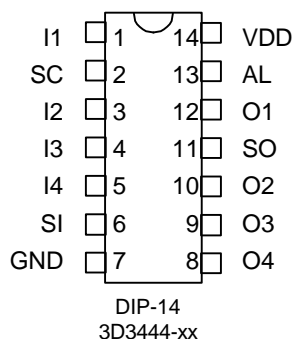 I1 1 14 VDD
SC 2 13 AL
I2 3 12 O1
I3 4 11 SO
I4 5 10 O2
SI 6 9 O3
GND 7 8 O4
DIP-14
3D3444-xx